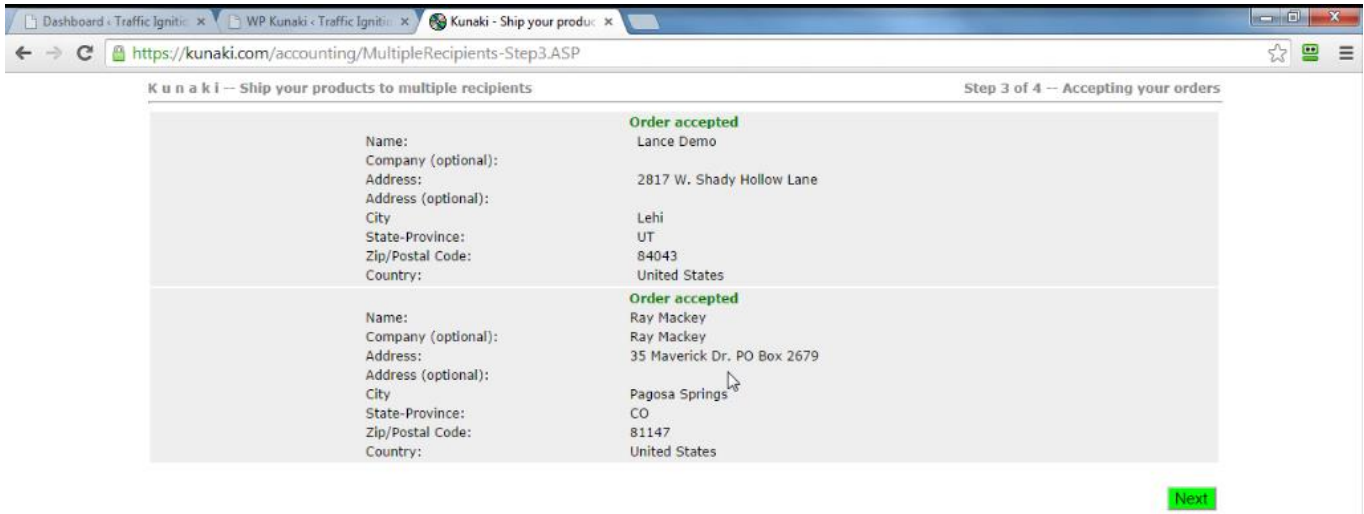 Dashboard ‹ Traffic Ignitic
WP Kunaki ‹ Traffic Ignitic
Kunaki - Ship your produc
https://kunaki.com/accounting/MultipleRecipients-Step3.ASP
K u n a k i -- Ship your products to multiple recipients Step 3 of 4 -- Accepting your orders
Order accepted
Name: Lance Demo
Company (optional):
Address: 2817 W. Shady Hollow Lane
Address (optional):
City Lehi
State-Province: UT
Zip/Postal Code: 84043
Country: United States
Order accepted
Name: Ray Mackey
Company (optional): Ray Mackey
Address: 35 Maverick Dr. PO Box 2679
Address (optional):
City Pagosa Springs
State-Province: CO
Zip/Postal Code: 81147
Country: United States
Next